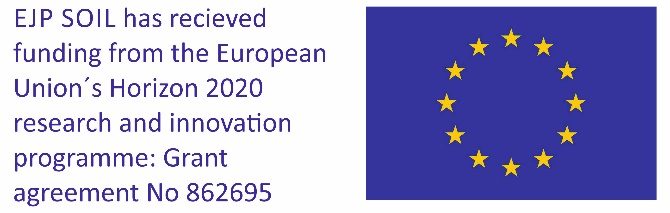 EJP SOIL has recieved
funding from the European
Union´s Horizon 2020
research and innovation
programme: Grant
agreement No 862695